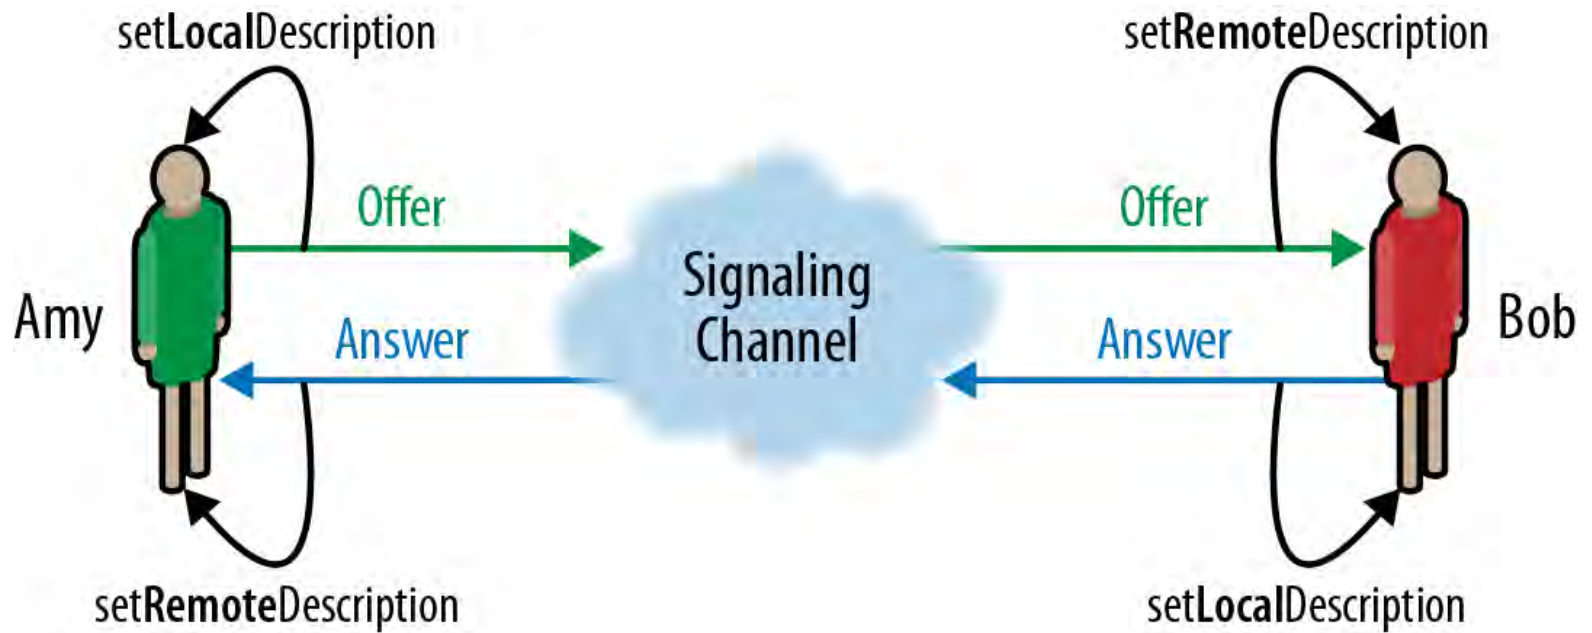 setLocalDescription
setRemoteDescription
Offer
Offer
Signaling
Channel
Amy
Bob
Answer
Answer
setRemoteDescription
setLocalDescription